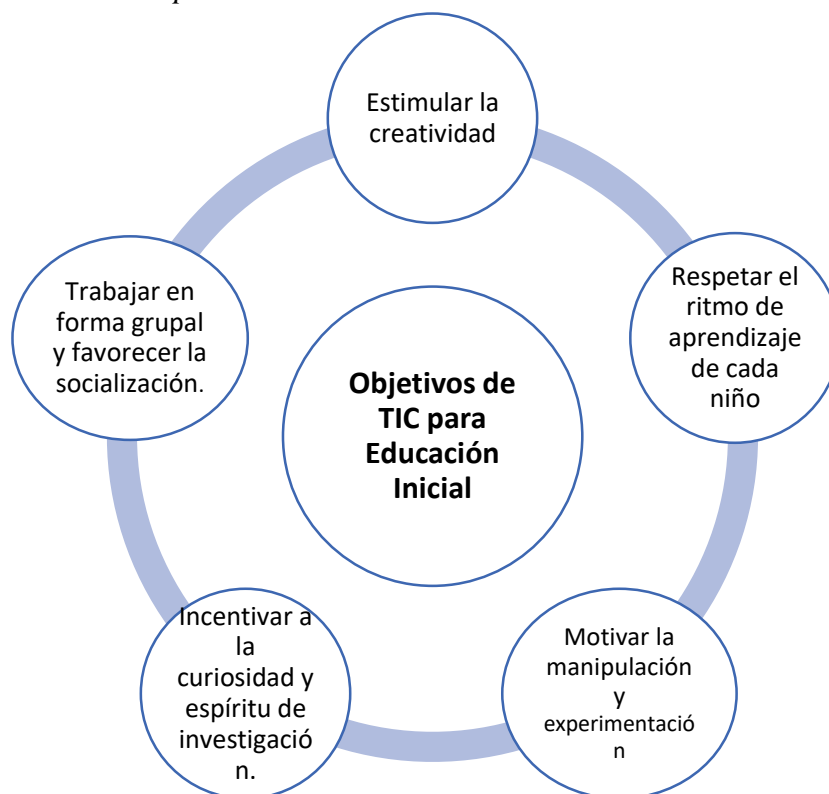 Estimular la
creatividad
Respetar el
ritmo de
aprendizaje
de cada
niño
Motivar la
manipulación
y
experimentació
n
Incentivar a
la
curiosidad y
espíritu de
investigació
n.
Trabajar en
forma grupal
y favorecer la
socialización.
Objetivos de
TIC para
Educación
Inicial